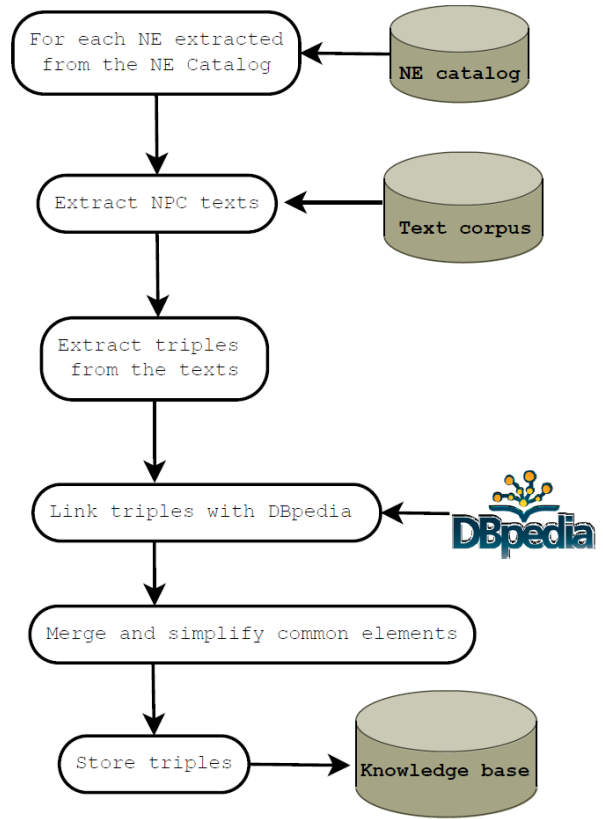 For each NE extracted
from the NE Catalog
NE catalog
Extract NPC texts
Text corpus
Extract triples
from the texts
Link triples with DBpedia
DBpedia
Merge and simplify common elements
Store triples
Knowledge base